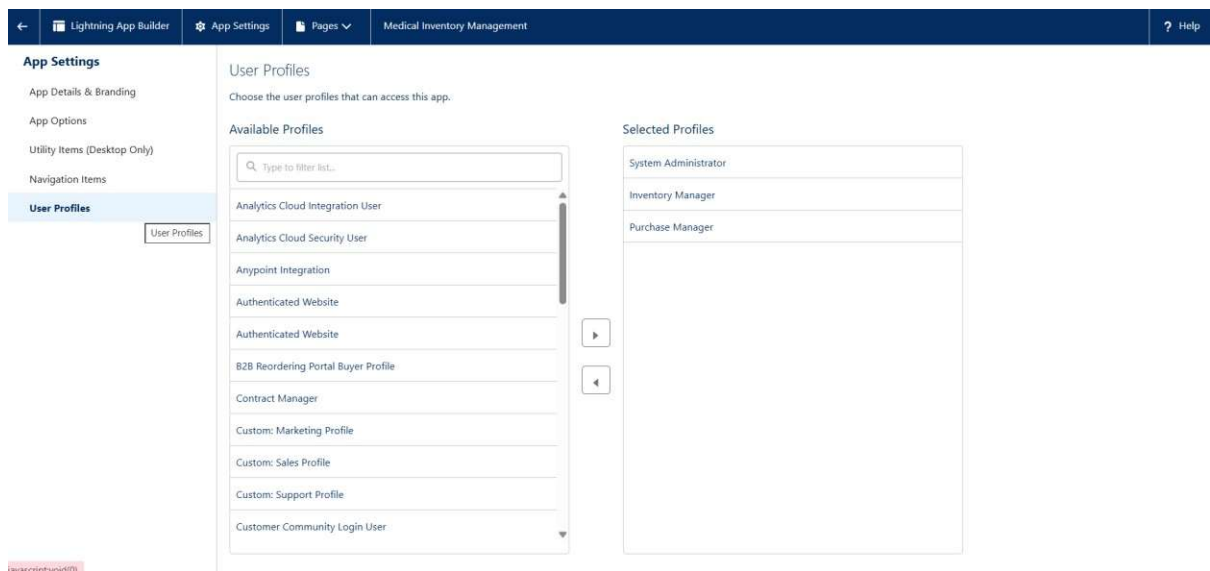 Lightning App Builder
App Settings
Pages
Medical Inventory Management
? Help
App Settings
App Details & Branding
App Options
Utility Items (Desktop Only)
Navigation Items
User Profiles
User Profiles
User Profiles
Choose the user profiles that can access this app.
Available Profiles
Type to filter list...
Analytics Cloud Integration User
Analytics Cloud Security User
Anypoint Integration
Authenticated Website
Authenticated Website
B2B Reordering Portal Buyer Profile
Contract Manager
Custom: Marketing Profile
Custom: Sales Profile
Custom: Support Profile
Customer Community Login User
Selected Profiles
System Administrator
Inventory Manager
Purchase Manager